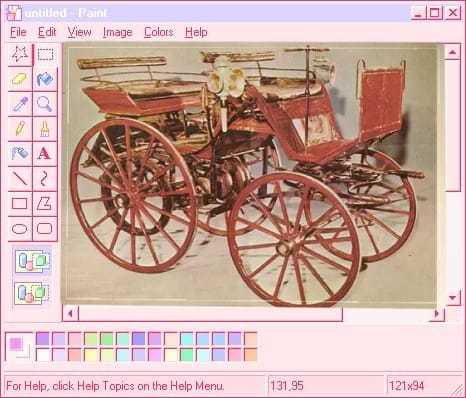 untitled - Paint
File Edit View Image Colors Help
A
For Help, click Help Topics on the Help Menu.
131,95
121x94